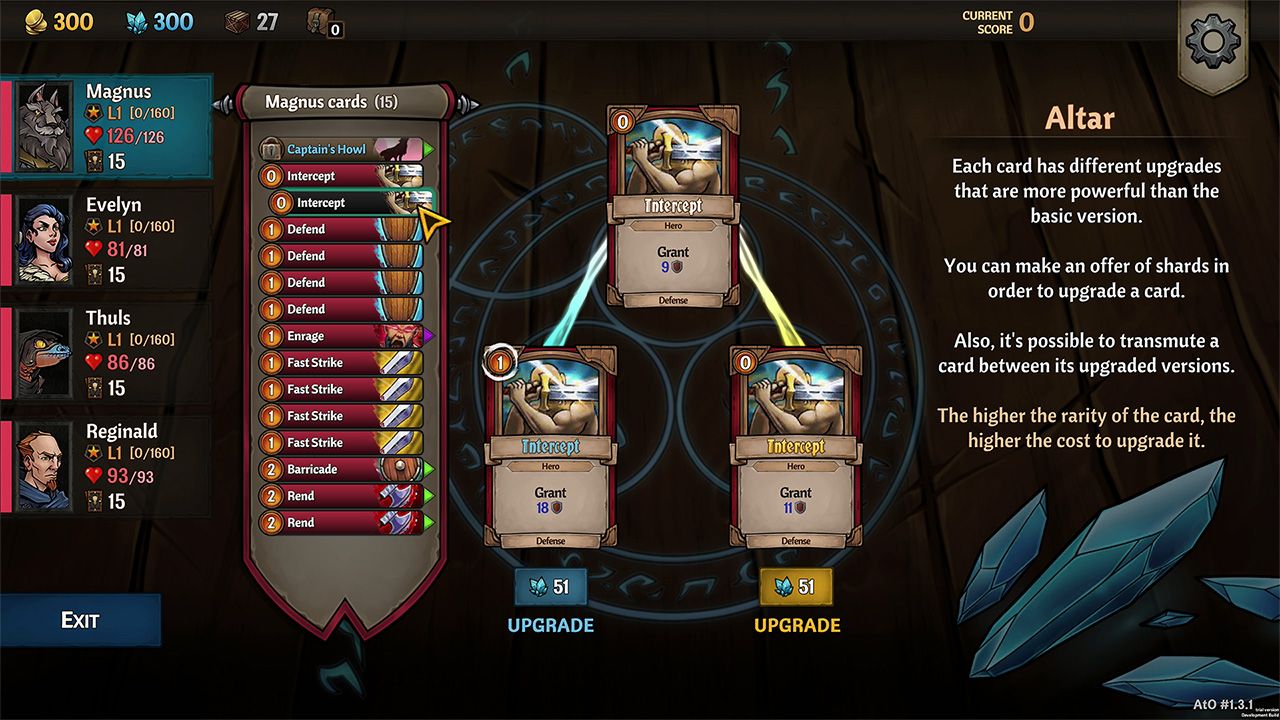 300
300
27
0
CURRENT
SCORE 0
Magnus
L1 [0/160]
126/126
15
Evelyn
L1 [0/160]
81/81
15
Thuls
L1 [0/160]
86/86
15
Reginald
L1 [0/160]
93/93
15
EXIT
Magnus cards (15)
Captain's Howl
0 Intercept
0 Intercept
1 Defend
1 Defend
1 Defend
1 Defend
1 Enrage
1 Fast Strike
1 Fast Strike
1 Fast Strike
1 Fast Strike
2 Barricade
2 Rend
2 Rend
0
Intercept
Hero
Grant
9
Defense
1
Intercept
Hero
Grant
18
Defense
51
UPGRADE
0
Intercept
Hero
Grant
11
Defense
51
UPGRADE
Altar
Each card has different upgrades
that are more powerful than the
basic version.
You can make an offer of shards in
order to upgrade a card.
Also, it's possible to transmute a
card between its upgraded versions.
The higher the rarity of the card, the
higher the cost to upgrade it.
AtO #1.3.1
trial version
Development Build